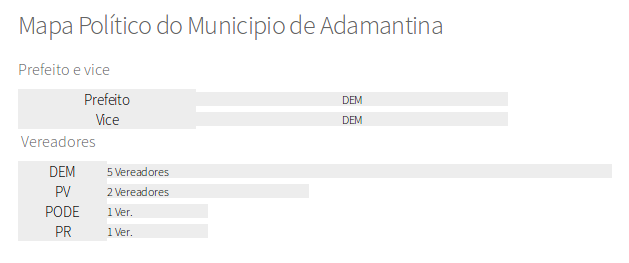 Mapa Político do Municipio de Adamantina
Prefeito e vice
Prefeito DEM
Vice DEM
Vereadores
DEM 5 Vereadores
PV 2 Vereadores
PODE 1 Ver.
PR 1 Ver.